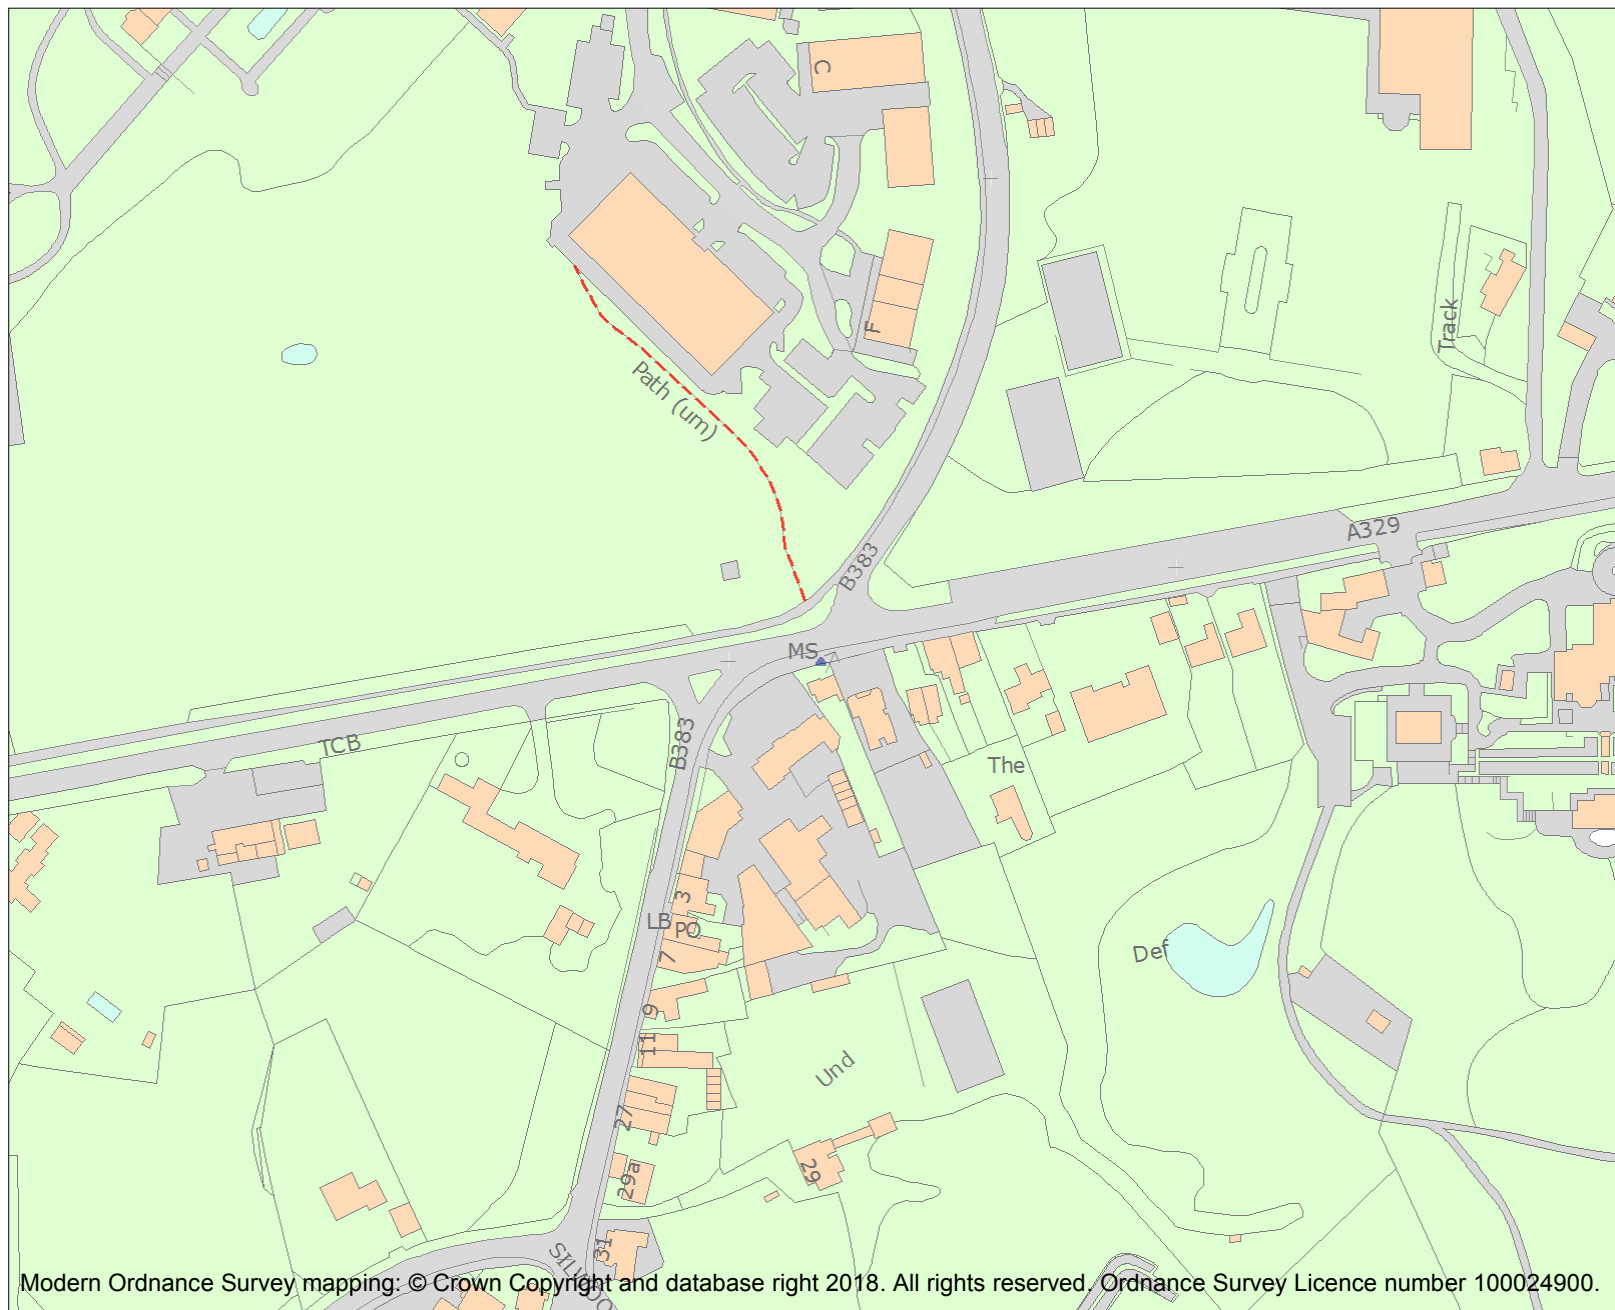 C
F
Track
Path (um)
A329
B383
MS
B383
TCB
The
3
LB
PO
7
Def
9
11
Und
27
29
29a
31
Modern Ordnance Survey mapping: © Crown Copyright and database right 2018. All rights reserved. Ordnance Survey Licence number 100024900.